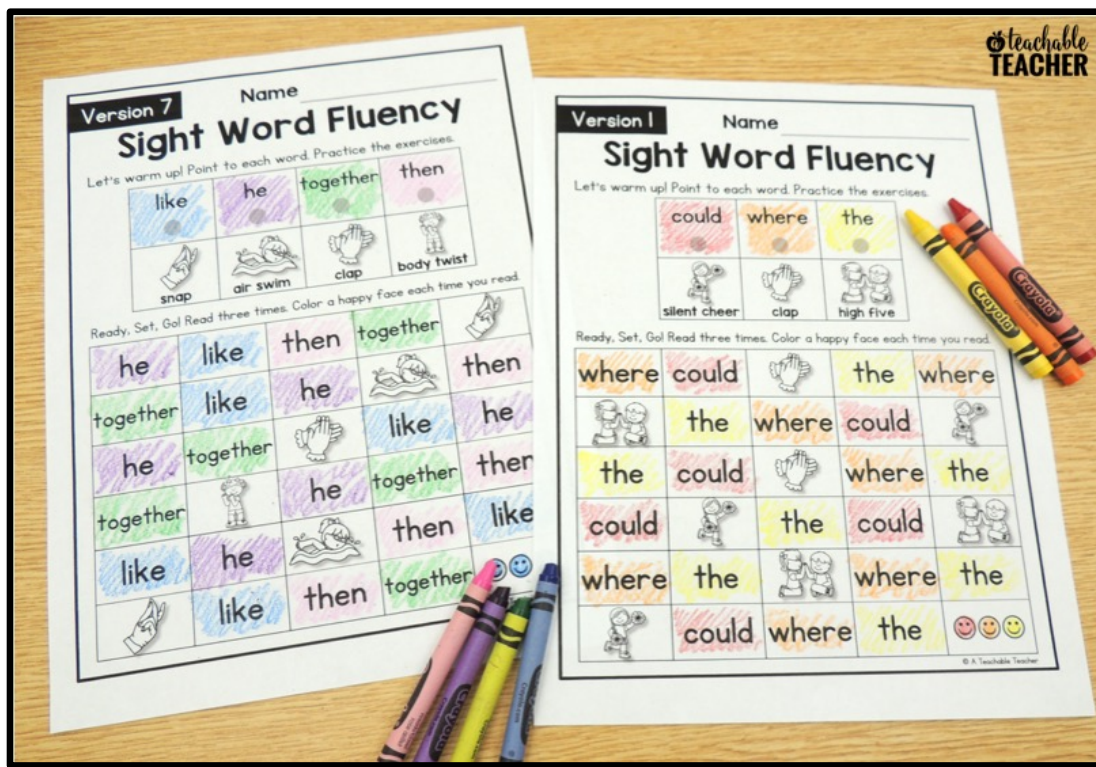 a teachable
TEACHER
Version 7
Name
Sight Word Fluency
Let's warm up! Point to each word. Practice the exercises.
like he together then
snap air swim clap body twist
Ready, Set, Go! Read three times. Color a happy face each time you read.
he like then together
together like he then
he together like he
together he together then
like he then like
like then together
Version 1
Name
Sight Word Fluency
Let's warm up! Point to each word. Practice the exercises.
could where the
silent cheer clap high five
Ready, Set, Go! Read three times. Color a happy face each time you read.
where could the where
the where could
the could where the
could the could
where the where the
could where the
© A Teachable Teacher
Crayola
Crayola